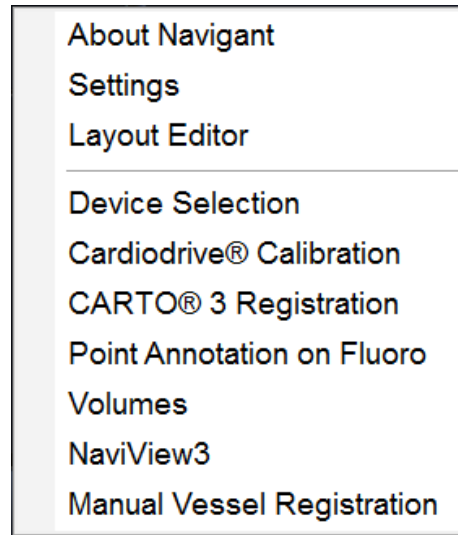 About Navigant
Settings
Layout Editor
Device Selection
Cardiodrive® Calibration
CARTO® 3 Registration
Point Annotation on Fluoro
Volumes
NaviView3
Manual Vessel Registration